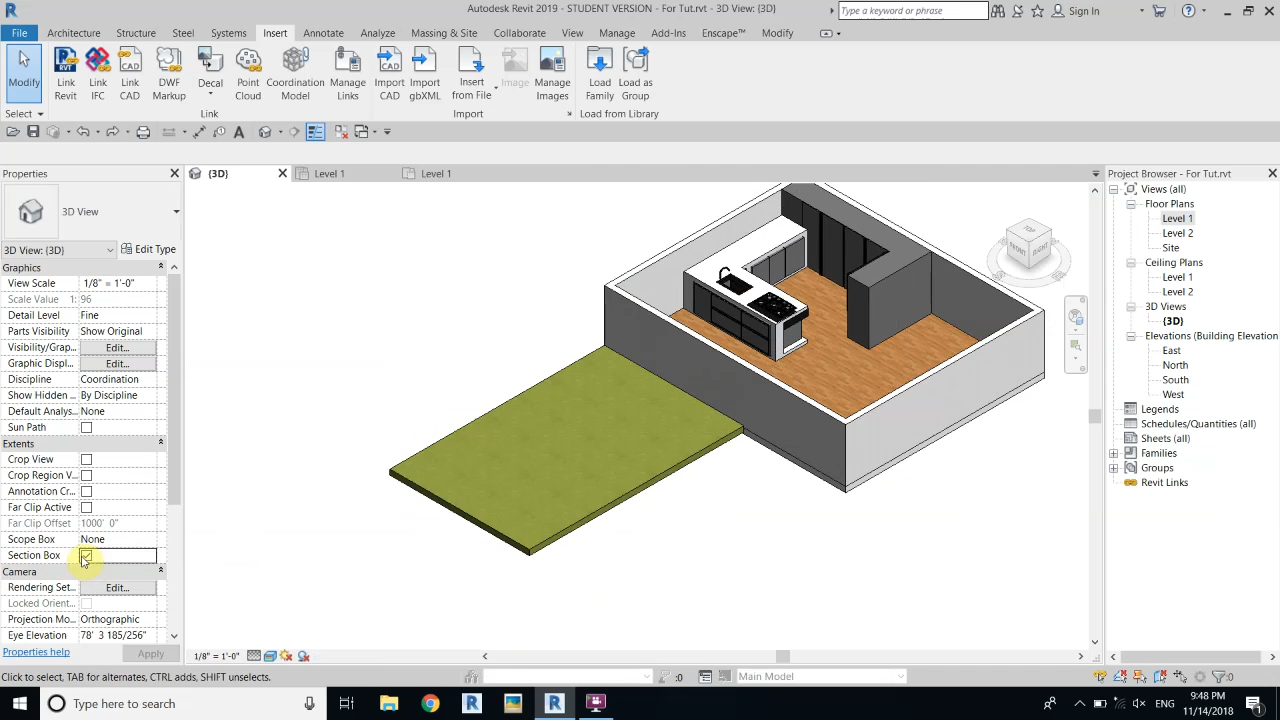 Autodesk Revit 2019 - STUDENT VERSION - For Tut.rvt - 3D View: {3D}
Type a keyword or phrase
Sign In
File Architecture Structure Steel Systems Insert Annotate Analyze Massing & Site Collaborate View Manage Add-Ins Enscape™ Modify
Modify
Link Revit
Link IFC
Link CAD
DWF Markup
Decal
Point Cloud
Coordination Model
Manage Links
Import CAD
Import gbXML
Insert from File
Image
Manage Images
Load Family
Load as Group
Select
Link
Import
Load from Library
Properties
{3D}
Level 1
Level 1
Project Browser - For Tut.rvt
3D View
3D View: {3D}
Edit Type
Graphics
View Scale 1/8" = 1'-0"
Scale Value 1: 96
Detail Level Fine
Parts Visibility Show Original
Visibility/Grap... Edit...
Graphic Displ... Edit...
Discipline Coordination
Show Hidden ... By Discipline
Default Analys... None
Sun Path
Extents
Crop View
Crop Region V...
Annotation Cr...
Far Clip Active
Far Clip Offset 1000' 0"
Scope Box None
Section Box
Camera
Rendering Set... Edit...
Locked Orient...
Projection Mo... Orthographic
Eye Elevation 78' 3 185/256"
Properties help
Apply
TOP
FRONT
RIGHT
Views (all)
Floor Plans
Level 1
Level 2
Site
Ceiling Plans
Level 1
Level 2
3D Views
{3D}
Elevations (Building Elevation
East
North
South
West
Legends
Schedules/Quantities (all)
Sheets (all)
Families
Groups
Revit Links
1/8" = 1'-0"
Click to select, TAB for alternates, CTRL adds, SHIFT unselects.
:0
Main Model
:0
Type here to search
9:48 PM
11/14/2018